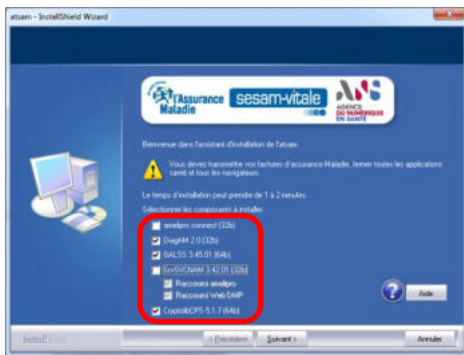 atsam - InstallShield Wizard
l'Assurance Maladie
sesam-vitale
ANS
AGENCE
DU NUMÉRIQUE
EN SANTÉ
Bienvenue dans l'assistant d'installation de l'atsam.
Vous devez transmettre vos factures d'assurance Maladie, fermer toutes les applications
santé et tous les navigateurs.
Le temps d'installation peut prendre de 1 à 2 minutes
Sélectionner les composants à installer:
amelipro connect (32b)
DiagAM 2.0 (32b)
GALSS 3.45.01 (64b)
SrvSVCNAM 3.42.01 (32b)
Raccourci amelipro
Raccourci Web DMP
CryptolibCPS 5.1.7 (64b)
Aide
InstallShield
< Précédent
Suivant >
Annuler